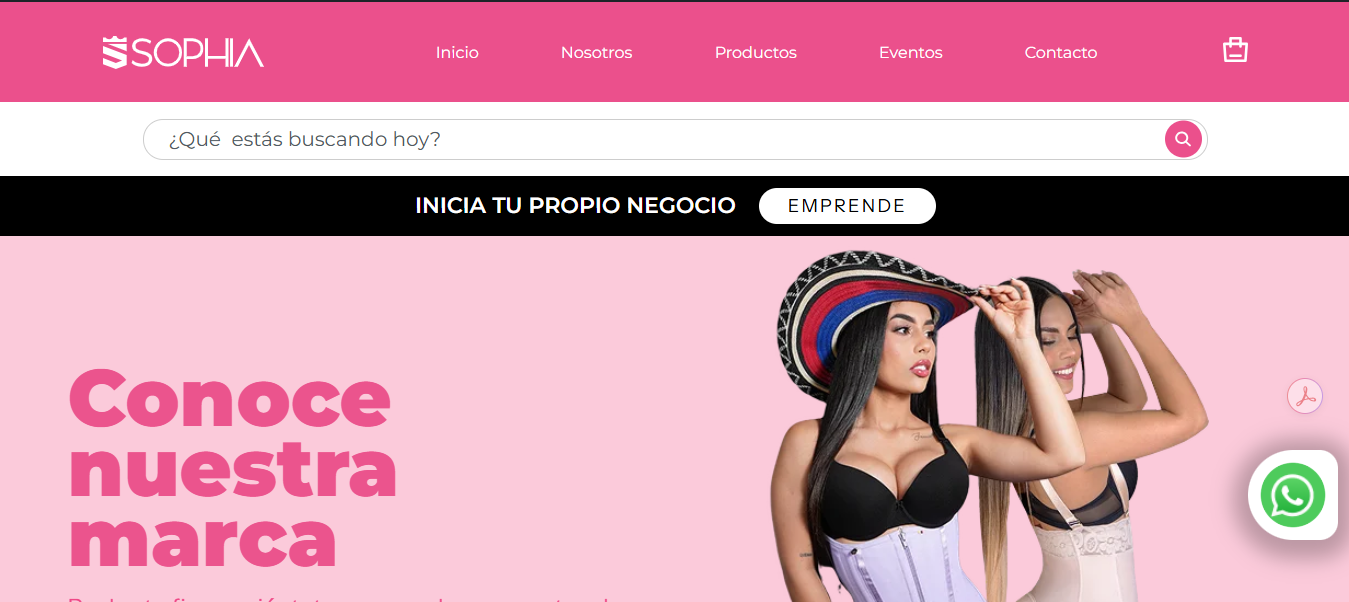 SOPHIA
Inicio Nosotros Productos Eventos Contacto
¿Qué  estás buscando hoy?
INICIA TU PROPIO NEGOCIO EMPRENDE
Conoce
nuestra
marca